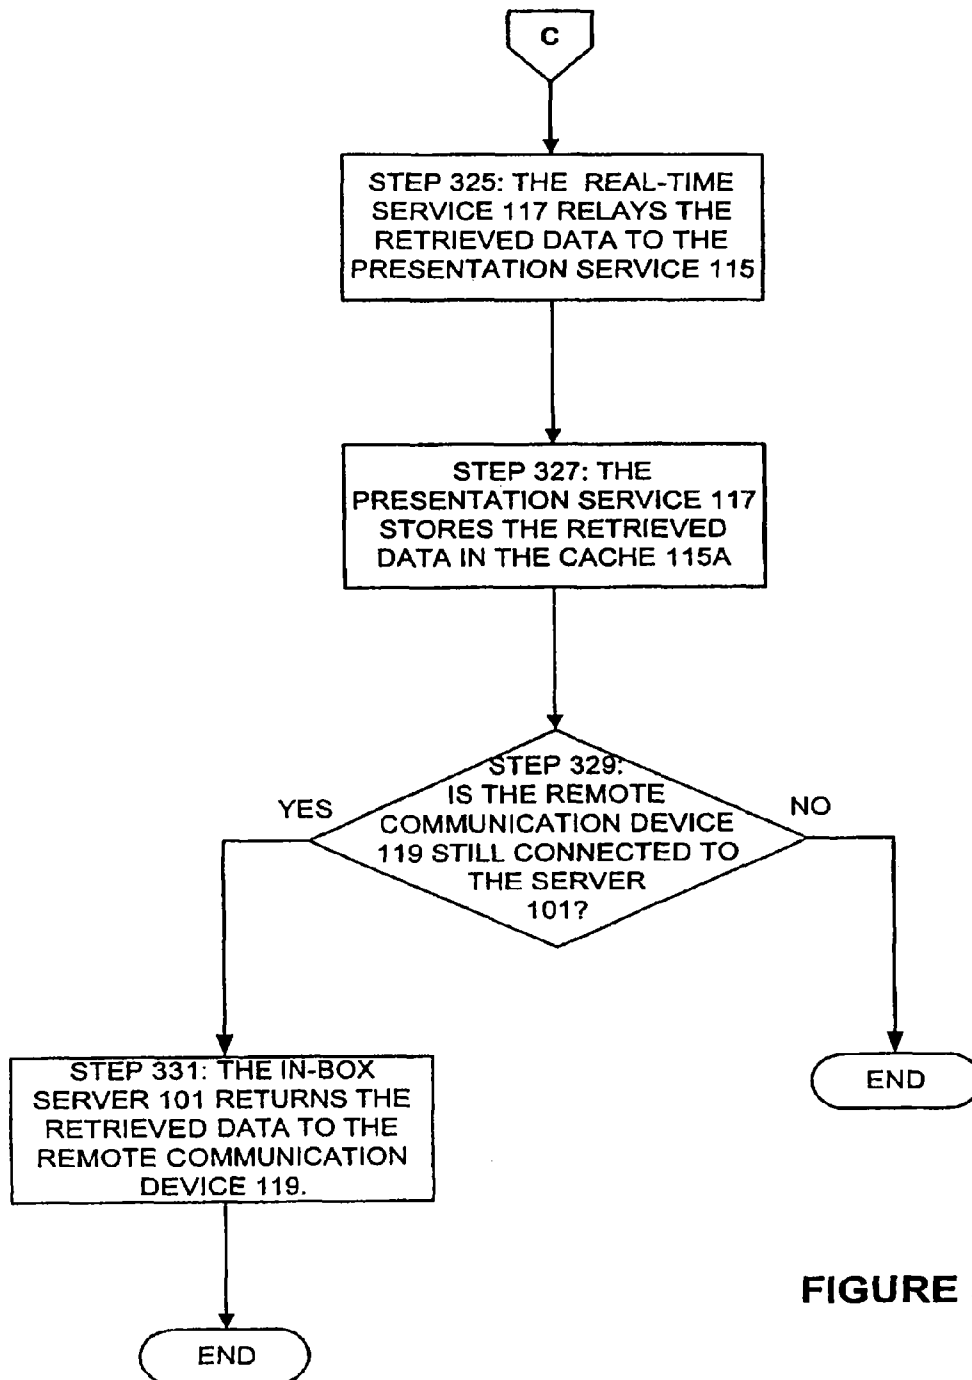 C
STEP 325: THE REAL-TIME
SERVICE 117 RELAYS THE
RETRIEVED DATA TO THE
PRESENTATION SERVICE 115
STEP 327: THE
PRESENTATION SERVICE 117
STORES THE RETRIEVED
DATA IN THE CACHE 115A
STEP 329:
IS THE REMOTE
COMMUNICATION DEVICE
119 STILL CONNECTED TO
THE SERVER
101?
YES
NO
STEP 331: THE IN-BOX
SERVER 101 RETURNS THE
RETRIEVED DATA TO THE
REMOTE COMMUNICATION
DEVICE 119.
END
END
FIGURE